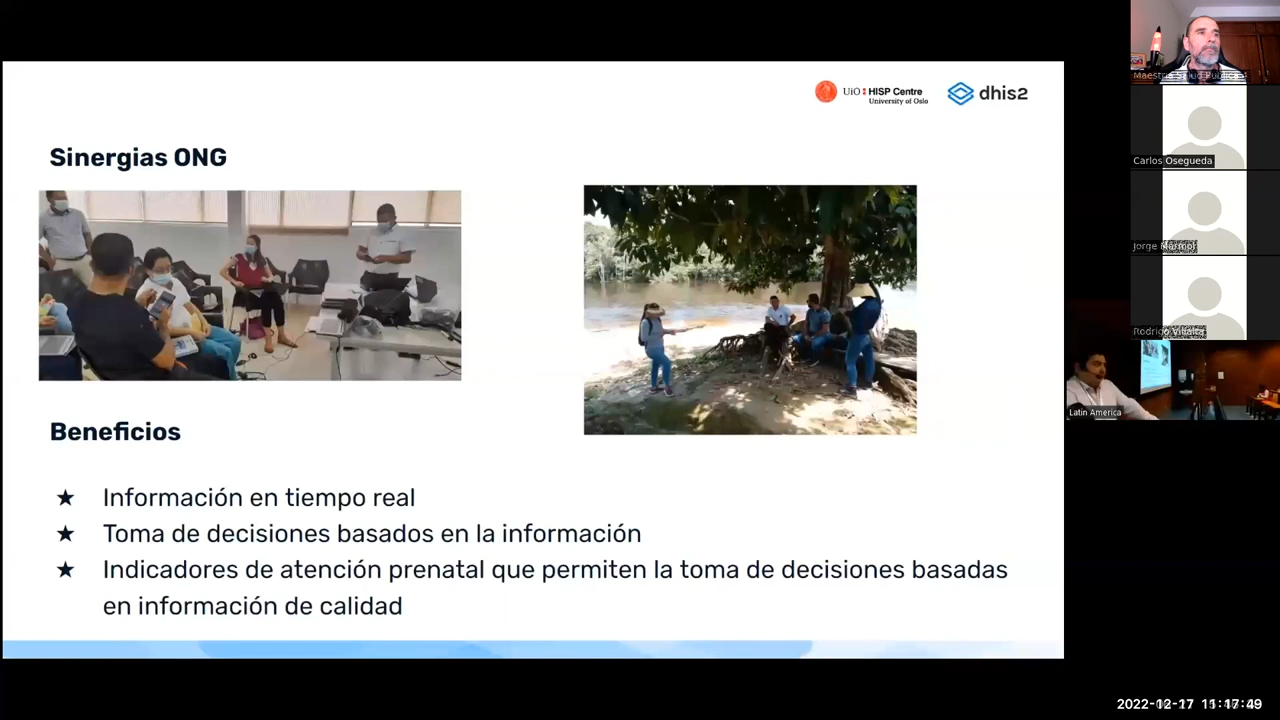 UiO HISP Centre
University of Oslo
dhis2
Sinergias ONG
Beneficios
★ Información en tiempo real
★ Toma de decisiones basados en la información
★ Indicadores de atención prenatal que permiten la toma de decisiones basadas
en información de calidad
Carlos Osegueda
Jorge
Rodrigo
Latin America
2022-12-17 11:17:49